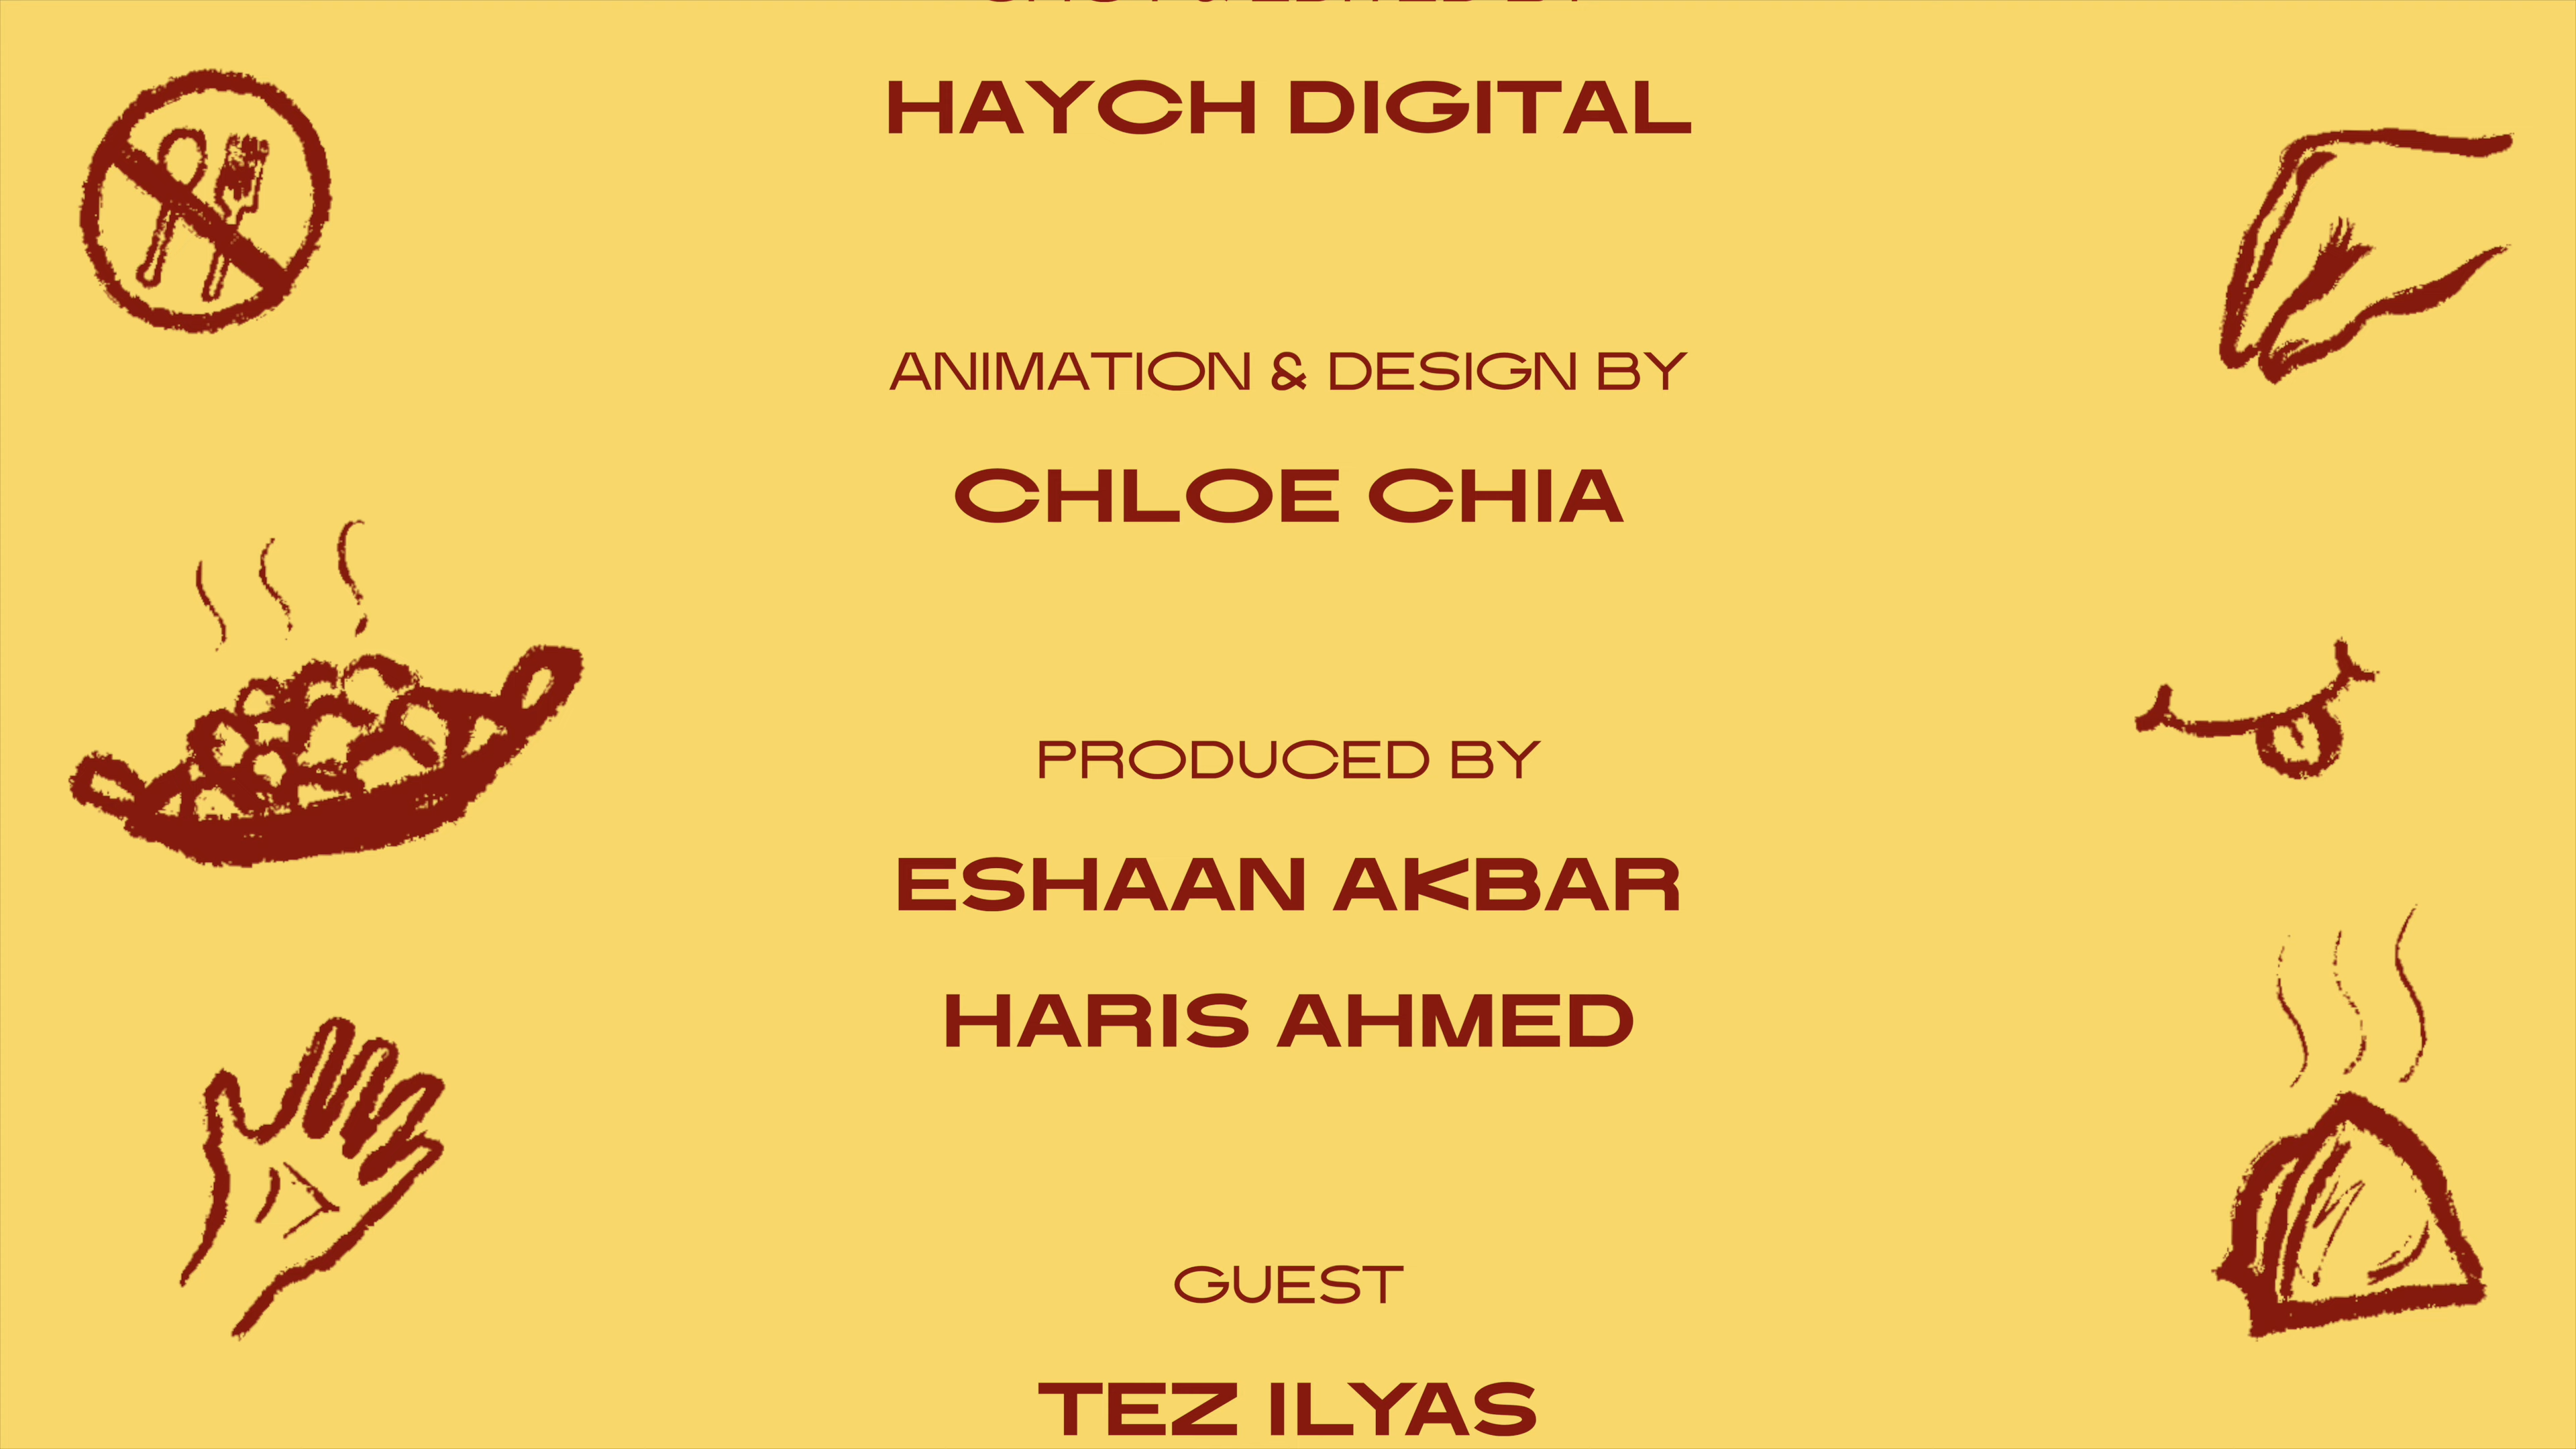 HAYCH DIGITAL
ANIMATION & DESIGN BY
CHLOE CHIA
PRODUCED BY
ESHAAN AKBAR
HARIS AHMED
GUEST
TEZ ILYAS